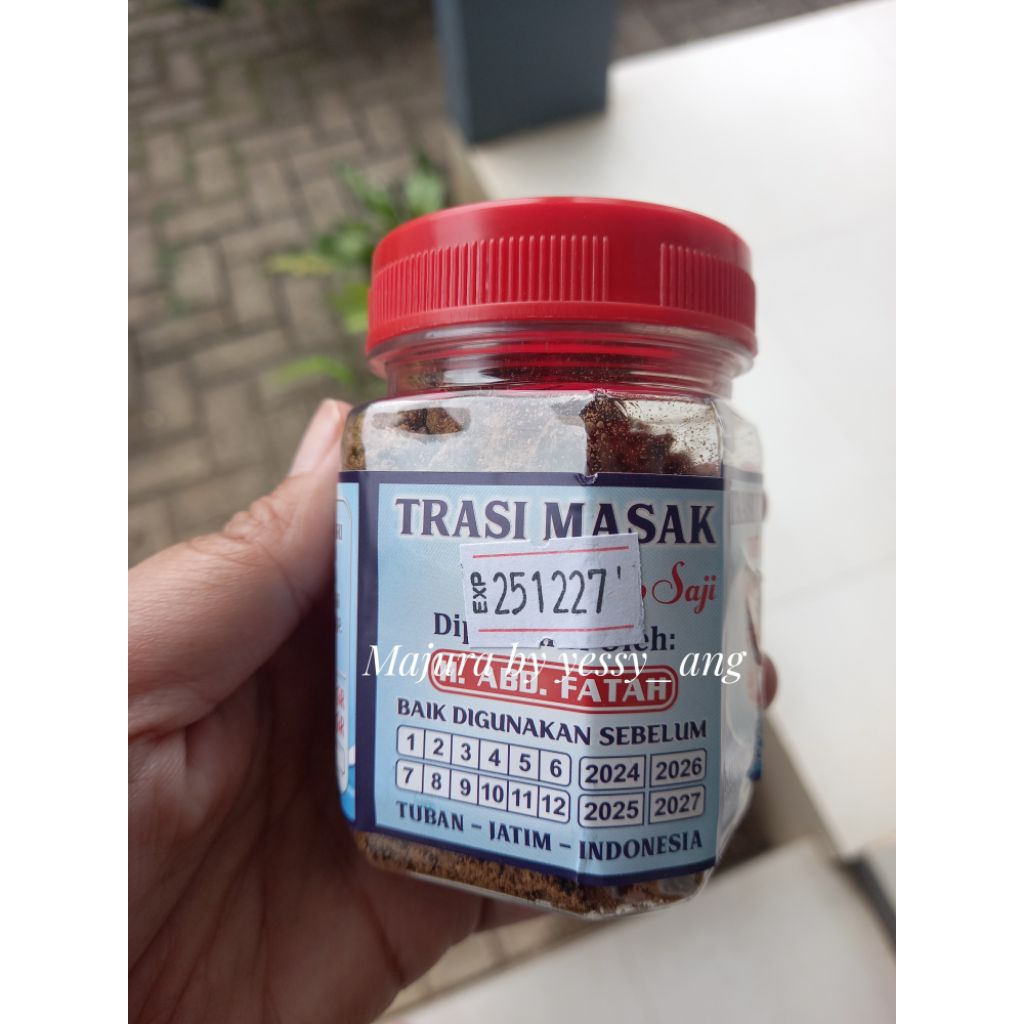 TRASI MASAK
EXP 251227'
Saji
Oleh:
Majura by yessy_ang
H. ABD. FATAH
BAIK DIGUNAKAN SEBELUM
1 2 3 4 5 6 2024 2026
7 8 9 10 11 12 2025 2027
TUBAN - JATIM - INDONESIA